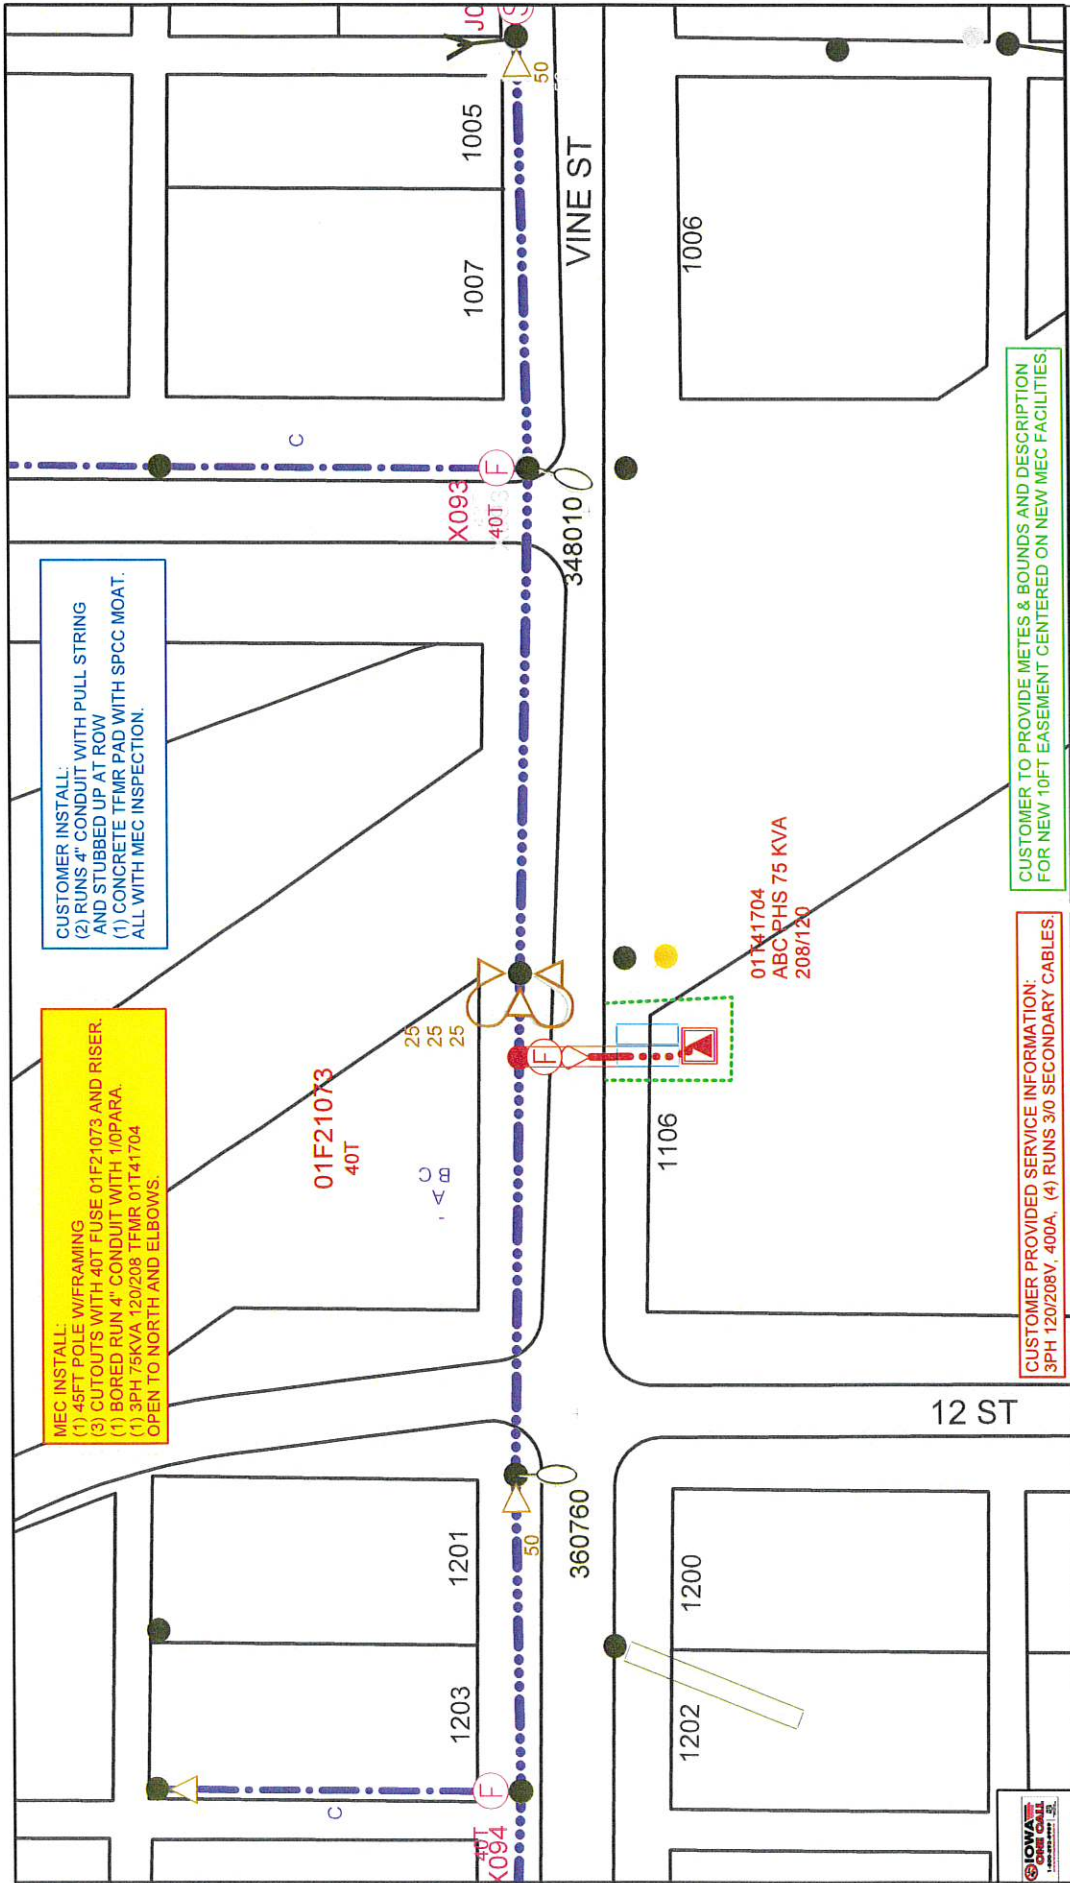 MEC INSTALL:
(1) 45FT POLE W/FRAMING
(3) CUTOUTS WITH 40T FUSE 01F21073 AND RISER.
(1) BORED RUN 4" CONDUIT WITH 1/0PARA.
(1) 3PH 75KVA 120/208 TFMR 01T41704
OPEN TO NORTH AND ELBOWS.
CUSTOMER INSTALL:
(2) RUNS 4" CONDUIT WITH PULL STRING
AND STUBBED UP AT ROW
(1) CONCRETE TFMR PAD WITH SPCC MOAT.
ALL WITH MEC INSPECTION.
C
C
01F21073
40T
B
A C
25
25
25
40T
X094
1203
1201
50
360760
X093
40T
348010
1007
1005
JC
S
50
F
F
F
VINE ST
1202
1200
1106
1006
01T41704
ABC PHS 75 KVA
208/120
12 ST
CUSTOMER PROVIDED SERVICE INFORMATION:
3PH 120/208V, 400A, (4) RUNS 3/0 SECONDARY CABLES.
CUSTOMER TO PROVIDE METES & BOUNDS AND DESCRIPTION
FOR NEW 10FT EASEMENT CENTERED ON NEW MEC FACILITIES.
IOWA
ONE CALL